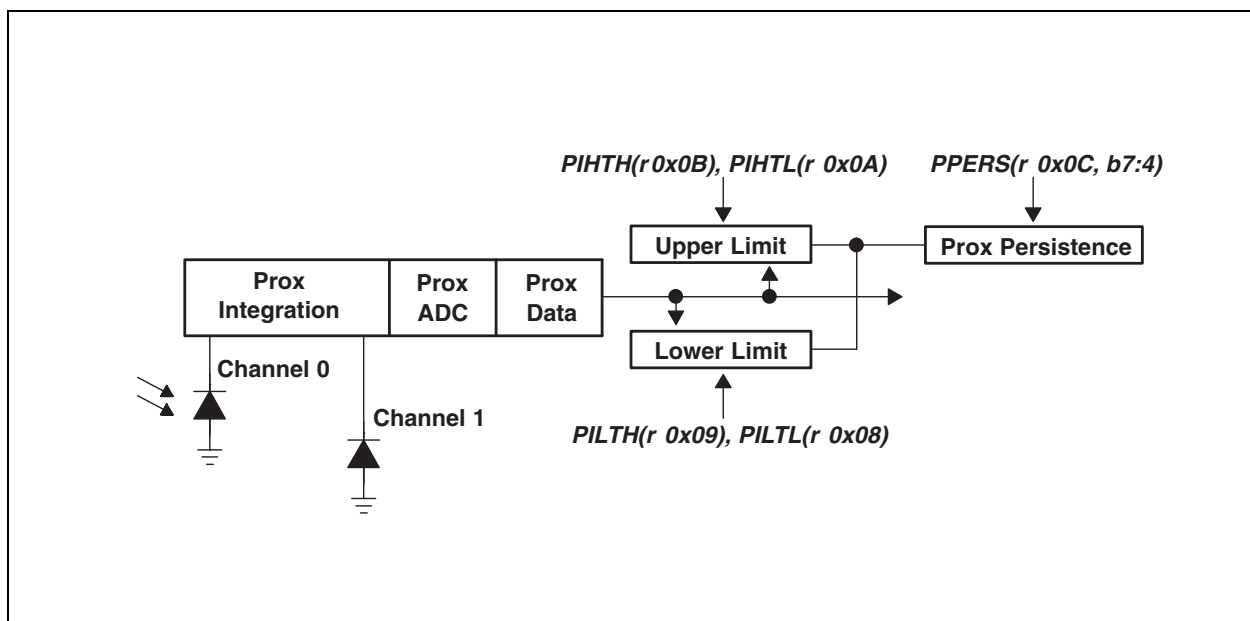 PIHTH(r 0x0B), PIHTL(r 0x0A)
PPERS(r 0x0C, b7:4)
Upper Limit
Prox Persistence
Prox
Integration
Prox
ADC
Prox
Data
Lower Limit
Channel 0
Channel 1
PILTH(r 0x09), PILTL(r 0x08)